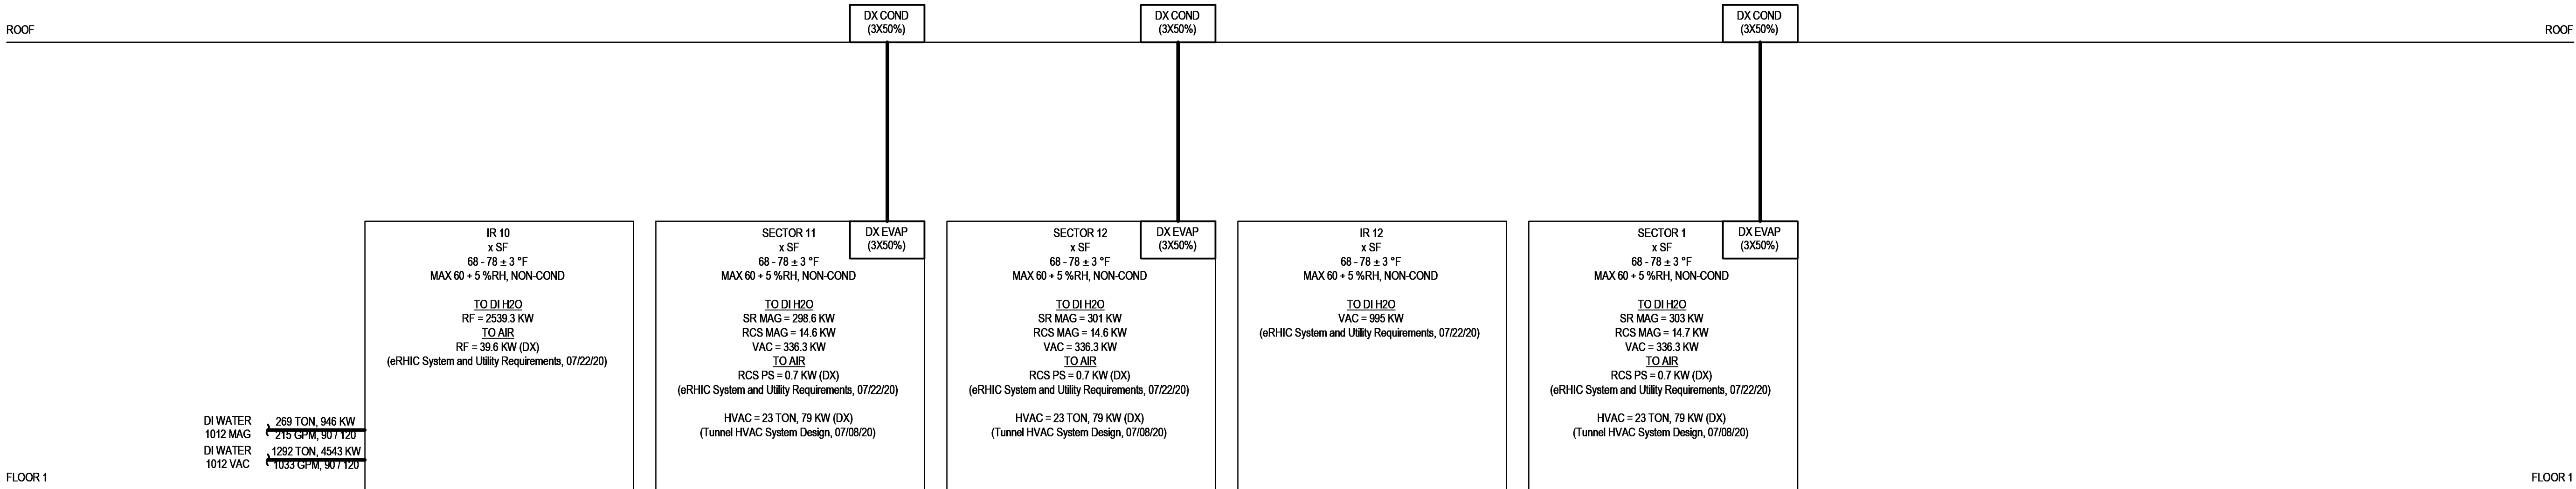 DX COND
(3X50%)
DX COND
(3X50%)
DX COND
(3X50%)
ROOF
ROOF
IR 10
x SF
68 - 78 ± 3 °F
MAX 60 + 5 %RH, NON-COND
TO DI H2O
RF = 2539.3 KW
TO AIR
RF = 39.6 KW (DX)
(eRHIC System and Utility Requirements, 07/22/20)
SECTOR 11
x SF
68 - 78 ± 3 °F
MAX 60 + 5 %RH, NON-COND
TO DI H2O
SR MAG = 298.6 KW
RCS MAG = 14.6 KW
VAC = 336.3 KW
TO AIR
RCS PS = 0.7 KW (DX)
(eRHIC System and Utility Requirements, 07/22/20)
HVAC = 23 TON, 79 KW (DX)
(Tunnel HVAC System Design, 07/08/20)
DX EVAP
(3X50%)
SECTOR 12
x SF
68 - 78 ± 3 °F
MAX 60 + 5 %RH, NON-COND
TO DI H2O
SR MAG = 301 KW
RCS MAG = 14.6 KW
VAC = 336.3 KW
TO AIR
RCS PS = 0.7 KW (DX)
(eRHIC System and Utility Requirements, 07/22/20)
HVAC = 23 TON, 79 KW (DX)
(Tunnel HVAC System Design, 07/08/20)
DX EVAP
(3X50%)
IR 12
x SF
68 - 78 ± 3 °F
MAX 60 + 5 %RH, NON-COND
TO DI H2O
VAC = 995 KW
(eRHIC System and Utility Requirements, 07/22/20)
SECTOR 1
x SF
68 - 78 ± 3 °F
MAX 60 + 5 %RH, NON-COND
TO DI H2O
SR MAG = 303 KW
RCS MAG = 14.7 KW
VAC = 336.3 KW
TO AIR
RCS PS = 0.7 KW (DX)
(eRHIC System and Utility Requirements, 07/22/20)
HVAC = 23 TON, 79 KW (DX)
(Tunnel HVAC System Design, 07/08/20)
DX EVAP
(3X50%)
DI WATER
1012 MAG
269 TON, 946 KW
215 GPM, 90 / 120
DI WATER
1012 VAC
1292 TON, 4543 KW
1033 GPM, 90 / 120
FLOOR 1
FLOOR 1